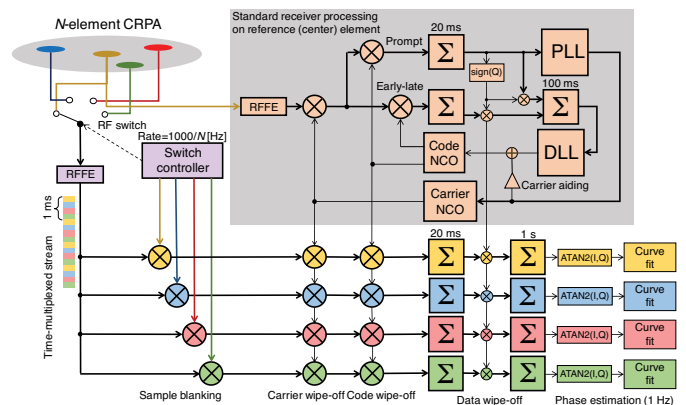 N-element CRPA
Standard receiver processing
on reference (center) element
Prompt
20 ms
Σ
sign(Q)
PLL
100 ms
Early-late
Σ
Σ
RFFE
RF switch
Rate=1000/N[Hz]
Code
NCO
DLL
Switch
controller
RFFE
Carrier aiding
Carrier
NCO
1 ms
Time-multiplexed stream
20 ms
1 s
Σ
Σ
ATAN2(I,Q)
Curve
fit
Σ
Σ
ATAN2(I,Q)
Curve
fit
Σ
Σ
ATAN2(I,Q)
Curve
fit
Σ
Σ
ATAN2(I,Q)
Curve
fit
Sample blanking
Carrier wipe-off
Code wipe-off
Data wipe-off
Phase estimation (1 Hz)